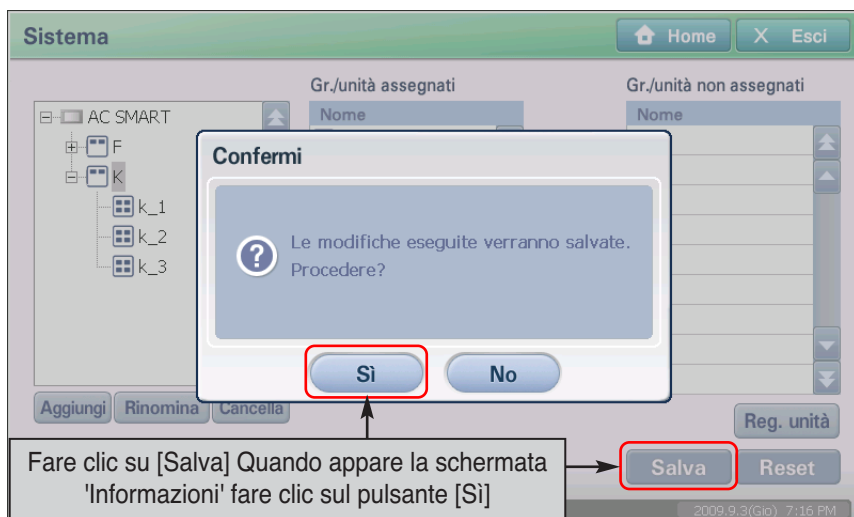 Sistema
Home
X Esci
Gr./unità assegnati
Gr./unità non assegnati
Nome
Nome
AC SMART
F
K
k_1
k_2
k_3
Confermi
Le modifiche eseguite verranno salvate.
Procedere?
Sì
No
Aggiungi
Rinomina
Cancella
Reg. unità
Fare clic su [Salva] Quando appare la schermata
'Informazioni' fare clic sul pulsante [Sì]
Salva
Reset
2009.9.3(Gio) 7:16 PM